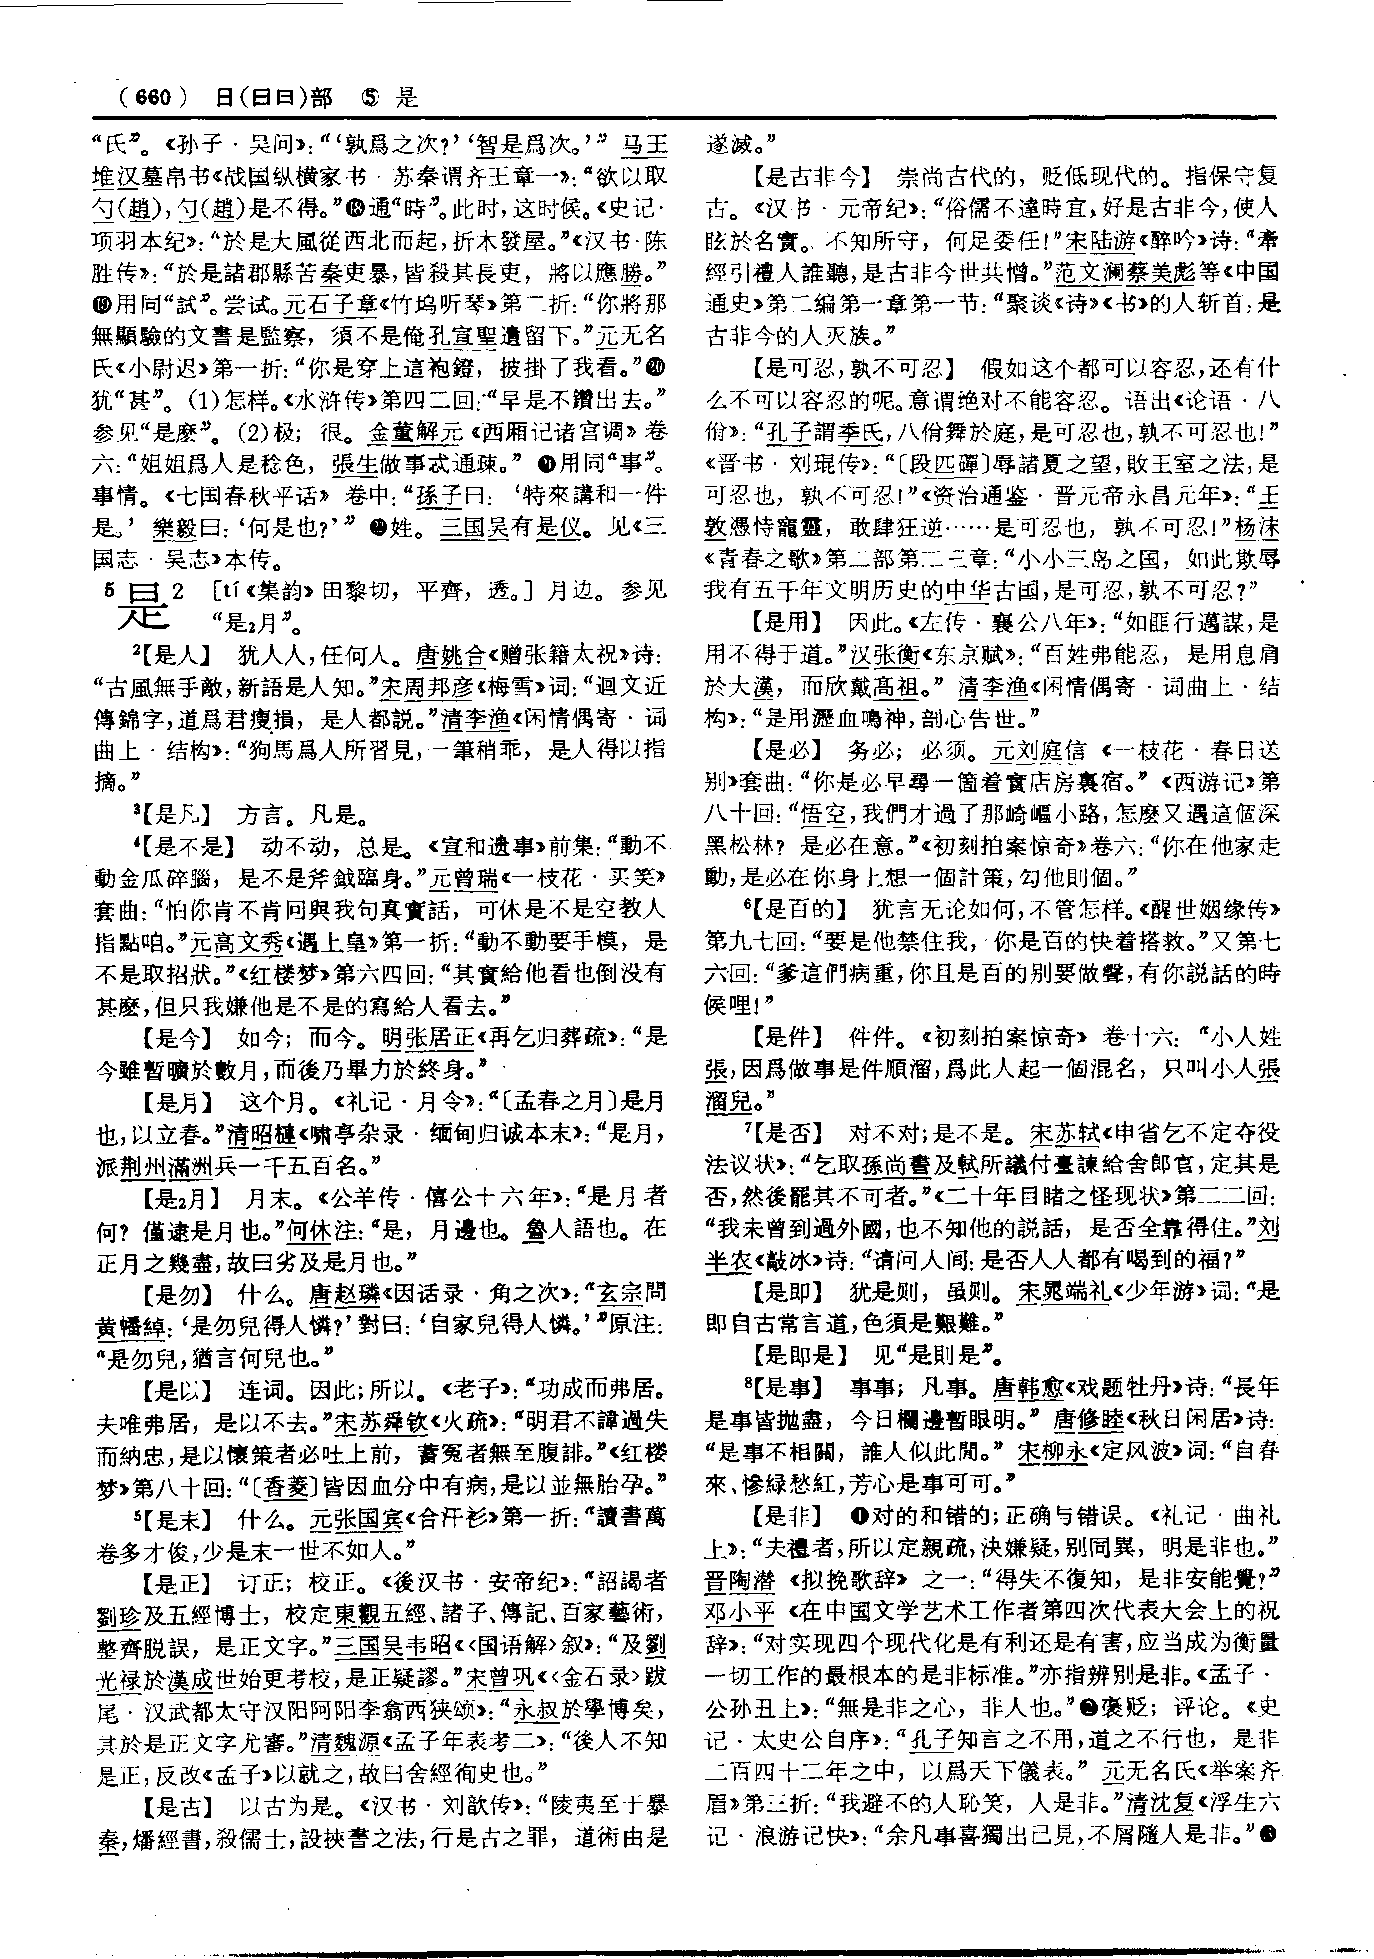 (660) 日(日曰)部 ⑤ 是
“氏”。《孙子·吴问》：“‘孰爲之次？’‘智是爲次。’”马王
堆汉墓帛书《战国纵横家书·苏秦谓齐王章一》：“欲以取
勺(趙)，勺(趙)是不得。”⓲通“時”。此时，这时候。《史记·
项羽本纪》：“於是大風從西北而起，折木發屋。”《汉书·陈
胜传》：“於是諸郡縣苦秦吏暴，皆殺其長吏，將以應勝。”
⓳用同“試”。尝试。元石子章《竹坞听琴》第二折：“你將那
無顯驗的文書是監察，須不是俺孔宣聖遺留下。”元无名
氏《小尉迟》第一折：“你是穿上這袍鎧，披掛了我看。”⓴
犹“甚”。(1)怎样。《水浒传》第四二回：“早是不鑽出去。”
参见“是麽”。(2)极；很。金董解元《西厢记诸宫调》卷
六：“姐姐爲人是稔色，張生做事忒通疎。”㉑用同“事”。
事情。《七国春秋平话》卷中：“孫子曰：‘特來講和一件
是。’樂毅曰：‘何是也？’”㉒姓。三国吴有是仪。见《三
国志·吴志》本传。
5是2 [tí《集韵》田黎切，平齊，透。]月边。参见
“是₂月”。
²【是人】 犹人人，任何人。唐姚合《赠张籍太祝》诗：
“古風無手敵，新語是人知。”宋周邦彦《梅雪》词：“迴文近
傳錦字，道爲君瘦損，是人都説。”清李渔《闲情偶寄·词
曲上·结构》：“狗馬爲人所習見，一筆稍乖，是人得以指
摘。”
³【是凡】 方言。凡是。
⁴【是不是】 动不动，总是。《宣和遗事》前集：“動不
動金瓜碎腦，是不是斧鉞臨身。”元曾瑞《一枝花·买笑》
套曲：“怕你肯不肯囘與我句真實話，可休是不是空教人
指點咱。”元高文秀《遇上皇》第一折：“動不動要手模，是
不是取招狀。”《红楼梦》第六四回：“其實給他看也倒没有
甚麽，但只我嫌他是不是的寫給人看去。”
【是今】 如今；而今。明张居正《再乞归葬疏》：“是
今雖暫曠於數月，而後乃畢力於終身。”
【是月】 这个月。《礼记·月令》：“〔孟春之月〕是月
也，以立春。”清昭梿《啸亭杂录·缅甸归诚本末》：“是月，
派荆州滿洲兵一千五百名。”
【是₂月】 月末。《公羊传·僖公十六年》：“是月者
何？僅逮是月也。”何休注：“是，月邊也。魯人語也。在
正月之幾盡，故曰劣及是月也。”
【是勿】 什么。唐赵璘《因话录·角之次》：“玄宗問
黄幡綽：‘是勿兒得人憐？’對曰：‘自家兒得人憐。’”原注：
“是勿兒，猶言何兒也。”
【是以】 连词。因此；所以。《老子》：“功成而弗居。
夫唯弗居，是以不去。”宋苏舜钦《火疏》：“明君不諱過失
而納忠，是以懷策者必吐上前，蓄冤者無至腹誹。”《红楼
梦》第八十回：“〔香菱〕皆因血分中有病，是以並無胎孕。”
⁵【是末】 什么。元张国宾《合汗衫》第一折：“讀書萬
卷多才俊，少是末一世不如人。”
【是正】 订正；校正。《後汉书·安帝纪》：“詔謁者
劉珍及五經博士，校定東觀五經、諸子、傳記、百家藝術，
整齊脱誤，是正文字。”三国吴韦昭《〈国语解〉叙》：“及劉
光禄於漢成世始更考校，是正疑謬。”宋曾巩《〈金石录〉跋
尾·汉武都太守汉阳阿阳李翕西狭颂》：“永叔於學博矣，
其於是正文字尤審。”清魏源《孟子年表考二》：“後人不知
是正，反改《孟子》以就之，故曰舍經徇史也。”
【是古】 以古为是。《汉书·刘歆传》：“陵夷至于暴
秦，燔經書，殺儒士，設挾書之法，行是古之罪，道術由是
遂滅。”
【是古非今】 崇尚古代的，贬低现代的。指保守复
古。《汉书·元帝纪》：“俗儒不達時宜，好是古非今，使人
眩於名實。不知所守，何足委任！”宋陆游《醉吟》诗：“牽
經引禮人誰聽，是古非今世共憎。”范文澜蔡美彪等《中国
通史》第二编第一章第一节：“聚谈《诗》《书》的人斩首；是
古非今的人灭族。”
【是可忍，孰不可忍】 假如这个都可以容忍，还有什
么不可以容忍的呢。意谓绝对不能容忍。语出《论语·八
佾》：“孔子謂季氏，八佾舞於庭，是可忍也，孰不可忍也！”
《晋书·刘琨传》：“〔段匹磾〕辱諸夏之望，敗王室之法；是
可忍也，孰不可忍！”《资治通鉴·晋元帝永昌元年》：“王
敦憑恃寵靈，敢肆狂逆……是可忍也，孰不可忍！”杨沫
《青春之歌》第二部第二三章：“小小三岛之国，如此欺辱
我有五千年文明历史的中华古国，是可忍，孰不可忍？”
【是用】 因此。《左传·襄公八年》：“如匪行邁謀，是
用不得于道。”汉张衡《东京赋》：“百姓弗能忍，是用息肩
於大漢，而欣戴高祖。”清李渔《闲情偶寄·词曲上·结
构》：“是用瀝血鳴神，剖心告世。”
【是必】 务必；必须。元刘庭信《一枝花·春日送
别》套曲：“你是必早尋一箇着實店房裏宿。”《西游记》第
八十回：“悟空，我們才過了那崎嶇小路，怎麽又遇這個深
黑松林？是必在意。”《初刻拍案惊奇》卷六：“你在他家走
動，是必在你身上想一個計策，勾他則個。”
⁶【是百的】 犹言无论如何，不管怎样。《醒世姻缘传》
第九七回：“要是他禁住我，你是百的快着搭救。”又第七
六回：“爹這們病重，你且是百的别要做聲，有你説話的時
候哩！”
【是件】 件件。《初刻拍案惊奇》卷十六：“小人姓
張，因爲做事是件順溜，爲此人起一個混名，只叫小人張
溜兒。”
⁷【是否】 对不对；是不是。宋苏轼《申省乞不定夺役
法议状》：“乞取孫尚書及軾所議付臺諫給舍郎官，定其是
否，然後罷其不可者。”《二十年目睹之怪现状》第二二回：
“我未曾到過外國，也不知他的説話，是否全靠得住。”刘
半农《敲冰》诗：“请问人间：是否人人都有喝到的福？”
【是即】 犹是则，虽则。宋晁端礼《少年游》词：“是
即自古常言道，色須是艱難。”
【是即是】 见“是則是”。
⁸【是事】 事事；凡事。唐韩愈《戏题牡丹》诗：“長年
是事皆抛盡，今日欄邊暫眼明。”唐修睦《秋日闲居》诗：
“是事不相關，誰人似此閒。”宋柳永《定风波》词：“自春
來、慘緑愁紅，芳心是事可可。”
【是非】 ❶对的和错的；正确与错误。《礼记·曲礼
上》：“夫禮者，所以定親疏，決嫌疑，别同異，明是非也。”
晋陶潜《拟挽歌辞》之一：“得失不復知，是非安能覺？”
邓小平《在中国文学艺术工作者第四次代表大会上的祝
辞》：“对实现四个现代化是有利还是有害，应当成为衡量
一切工作的最根本的是非标准。”亦指辨别是非。《孟子·
公孙丑上》：“無是非之心，非人也。”❷褒贬；评论。《史
记·太史公自序》：“孔子知言之不用，道之不行也，是非
二百四十二年之中，以爲天下儀表。”元无名氏《举案齐
眉》第三折：“我避不的人恥笑，人是非。”清沈复《浮生六
记·浪游记快》：“余凡事喜獨出己見，不屑隨人是非。”❸